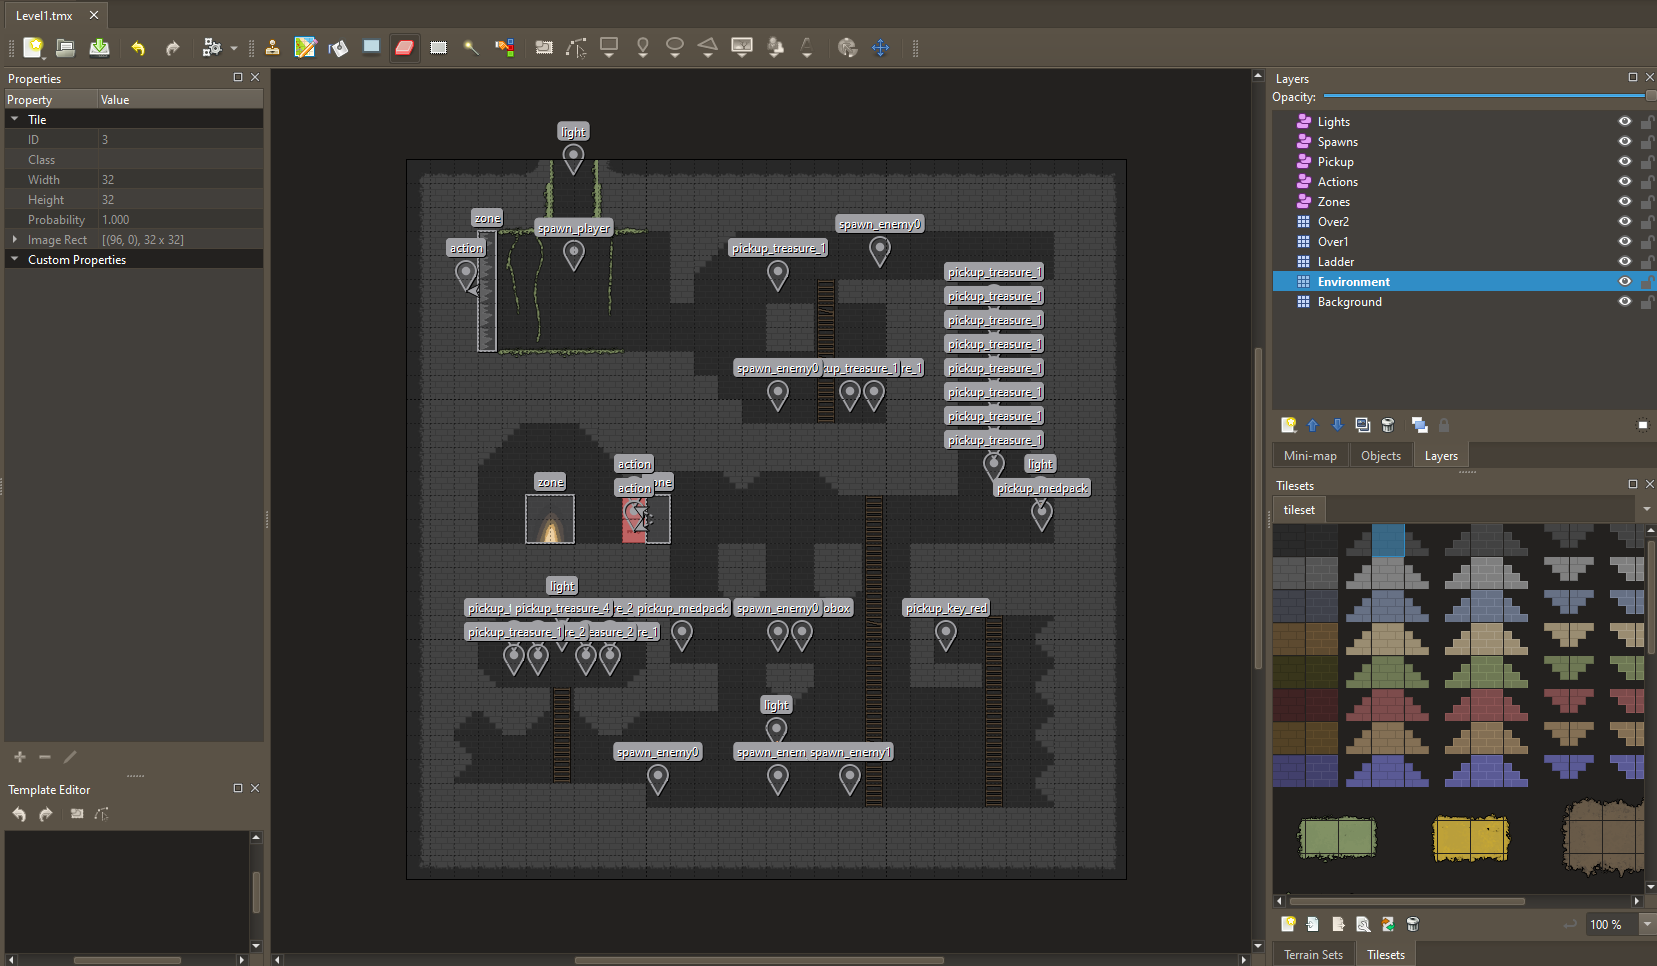 Level1.tmx
Properties
Property Value
Tile
ID 3
Class
Width 32
Height 32
Probability 1.000
Image Rect [(96, 0), 32 x 32]
Custom Properties
Template Editor
light
zone
spawn_player
action
spawn_enemy0
pickup_treasure_1
pickup_treasure_1
pickup_treasure_1
pickup_treasure_1
pickup_treasure_1
spawn_enemy0 kup_treasure_1 re_1
pickup_treasure_1
pickup_treasure_1
pickup_treasure_1
pickup_treasure_1
action
light
zone
action one
pickup_medpack
light
pickup_t pickup_treasure_4 re_2 pickup_medpack spawn_enemy0 obox pickup_key_red
pickup_treasure_1 re_2 easure_2 re_1
light
spawn_enemy0 spawn_enem spawn_enemy1
Layers
Opacity:
Lights
Spawns
Pickup
Actions
Zones
Over2
Over1
Ladder
Environment
Background
Mini-map Objects Layers
Tilesets
tileset
100 %
Terrain Sets Tilesets